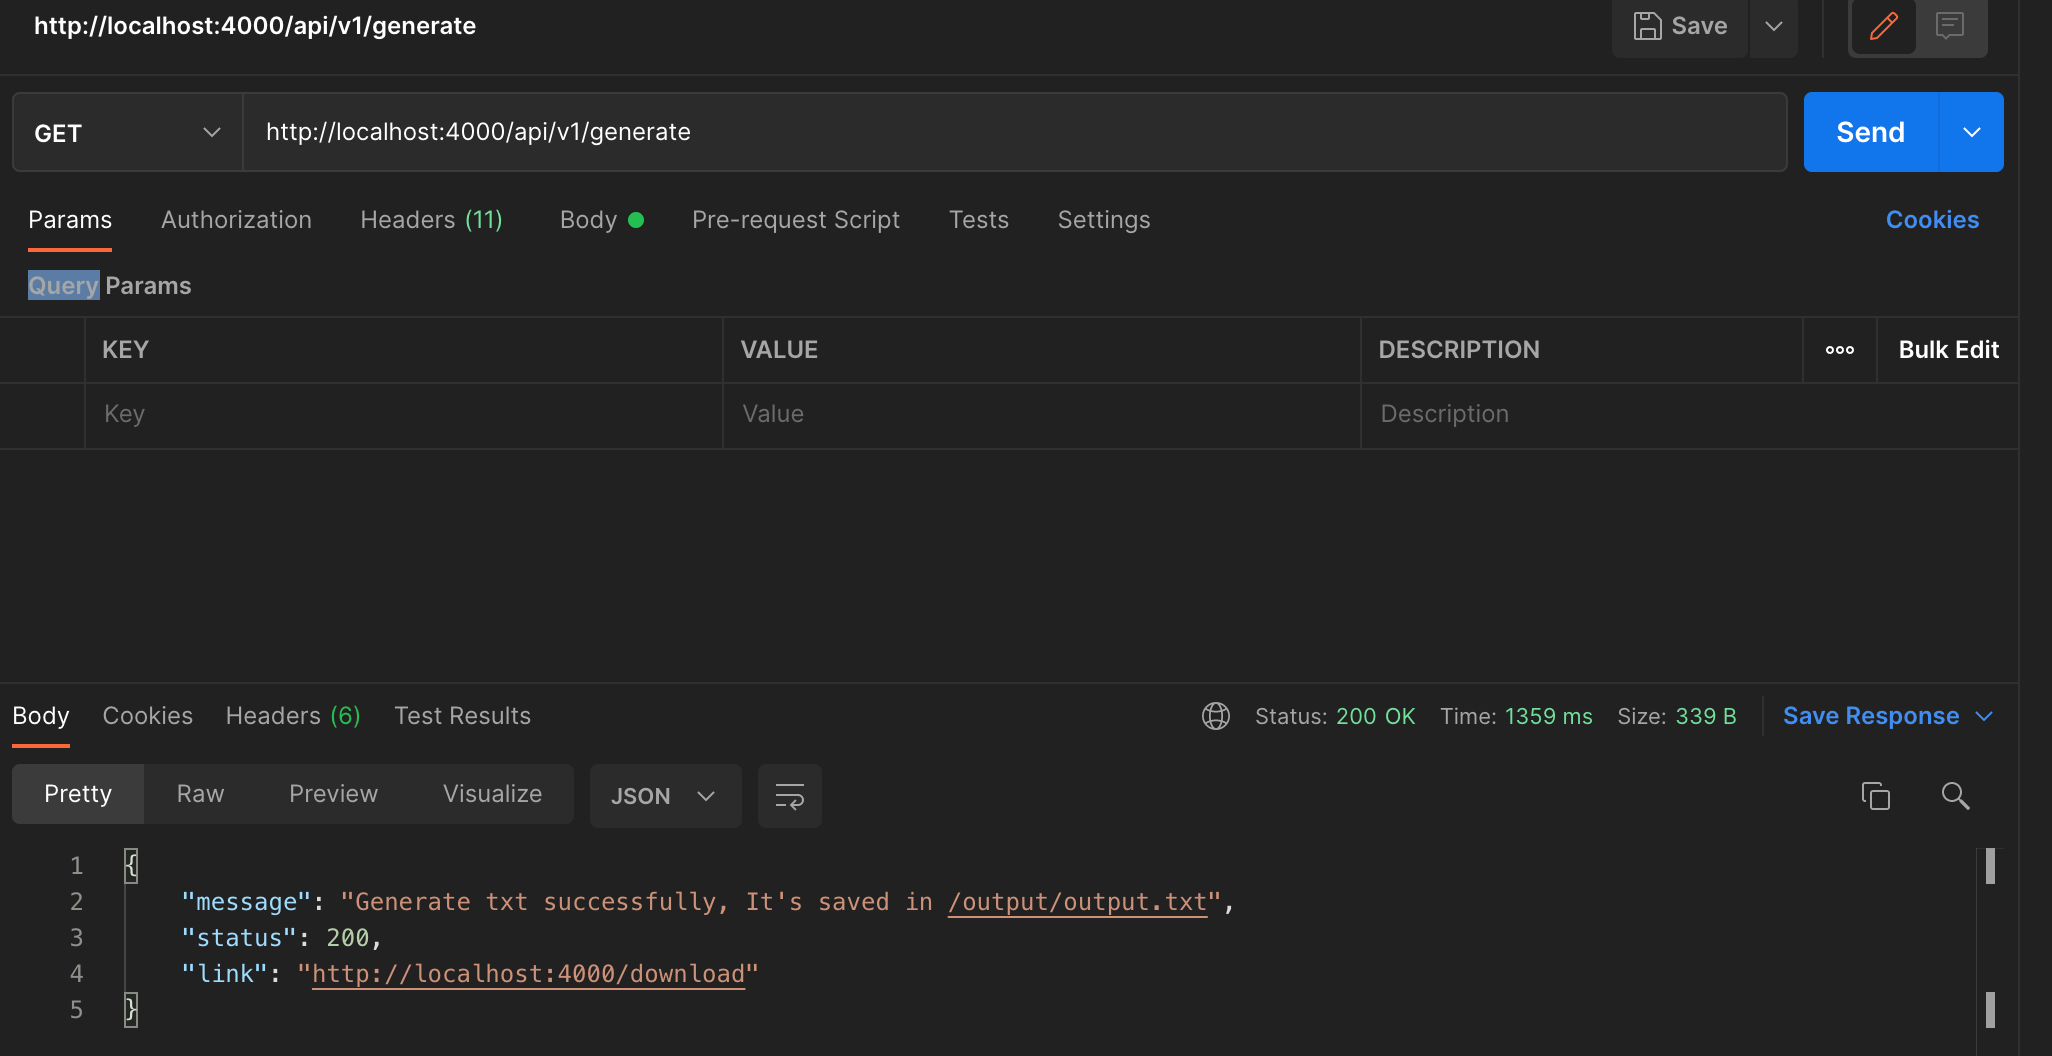 http://localhost:4000/api/v1/generate Save
GET http://localhost:4000/api/v1/generate Send
Params Authorization Headers (11) Body Pre-request Script Tests Settings Cookies
Query Params
KEY VALUE DESCRIPTION Bulk Edit
Key Value Description
Body Cookies Headers (6) Test Results Status: 200 OK Time: 1359 ms Size: 339 B Save Response
Pretty Raw Preview Visualize JSON
1 {
2 "message": "Generate txt successfully, It's saved in /output/output.txt",
3 "status": 200,
4 "link": "http://localhost:4000/download"
5 }